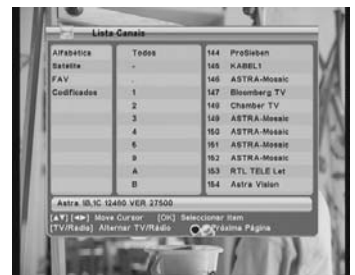 Lista Canais
Alfabética Todos 144 ProSieben
Satelite - 145 KABEL1
FAV . 146 ASTRA-Mosaic
Codificados 1 147 Bloomberg TV
2 148 Chamber TV
3 149 ASTRA-Mosaic
4 150 ASTRA-Mosaic
6 151 ASTRA-Mosaic
9 152 ASTRA-Mosaic
A 153 RTL TELE Let
B 154 Astra Vision
Astra 1B,1C 12460 VER 27500
[▲▼] [◄►] Move Cursor [OK] Seleccionar Item
[TV/Rádio] Alternar TV/Rádio Próxima Página